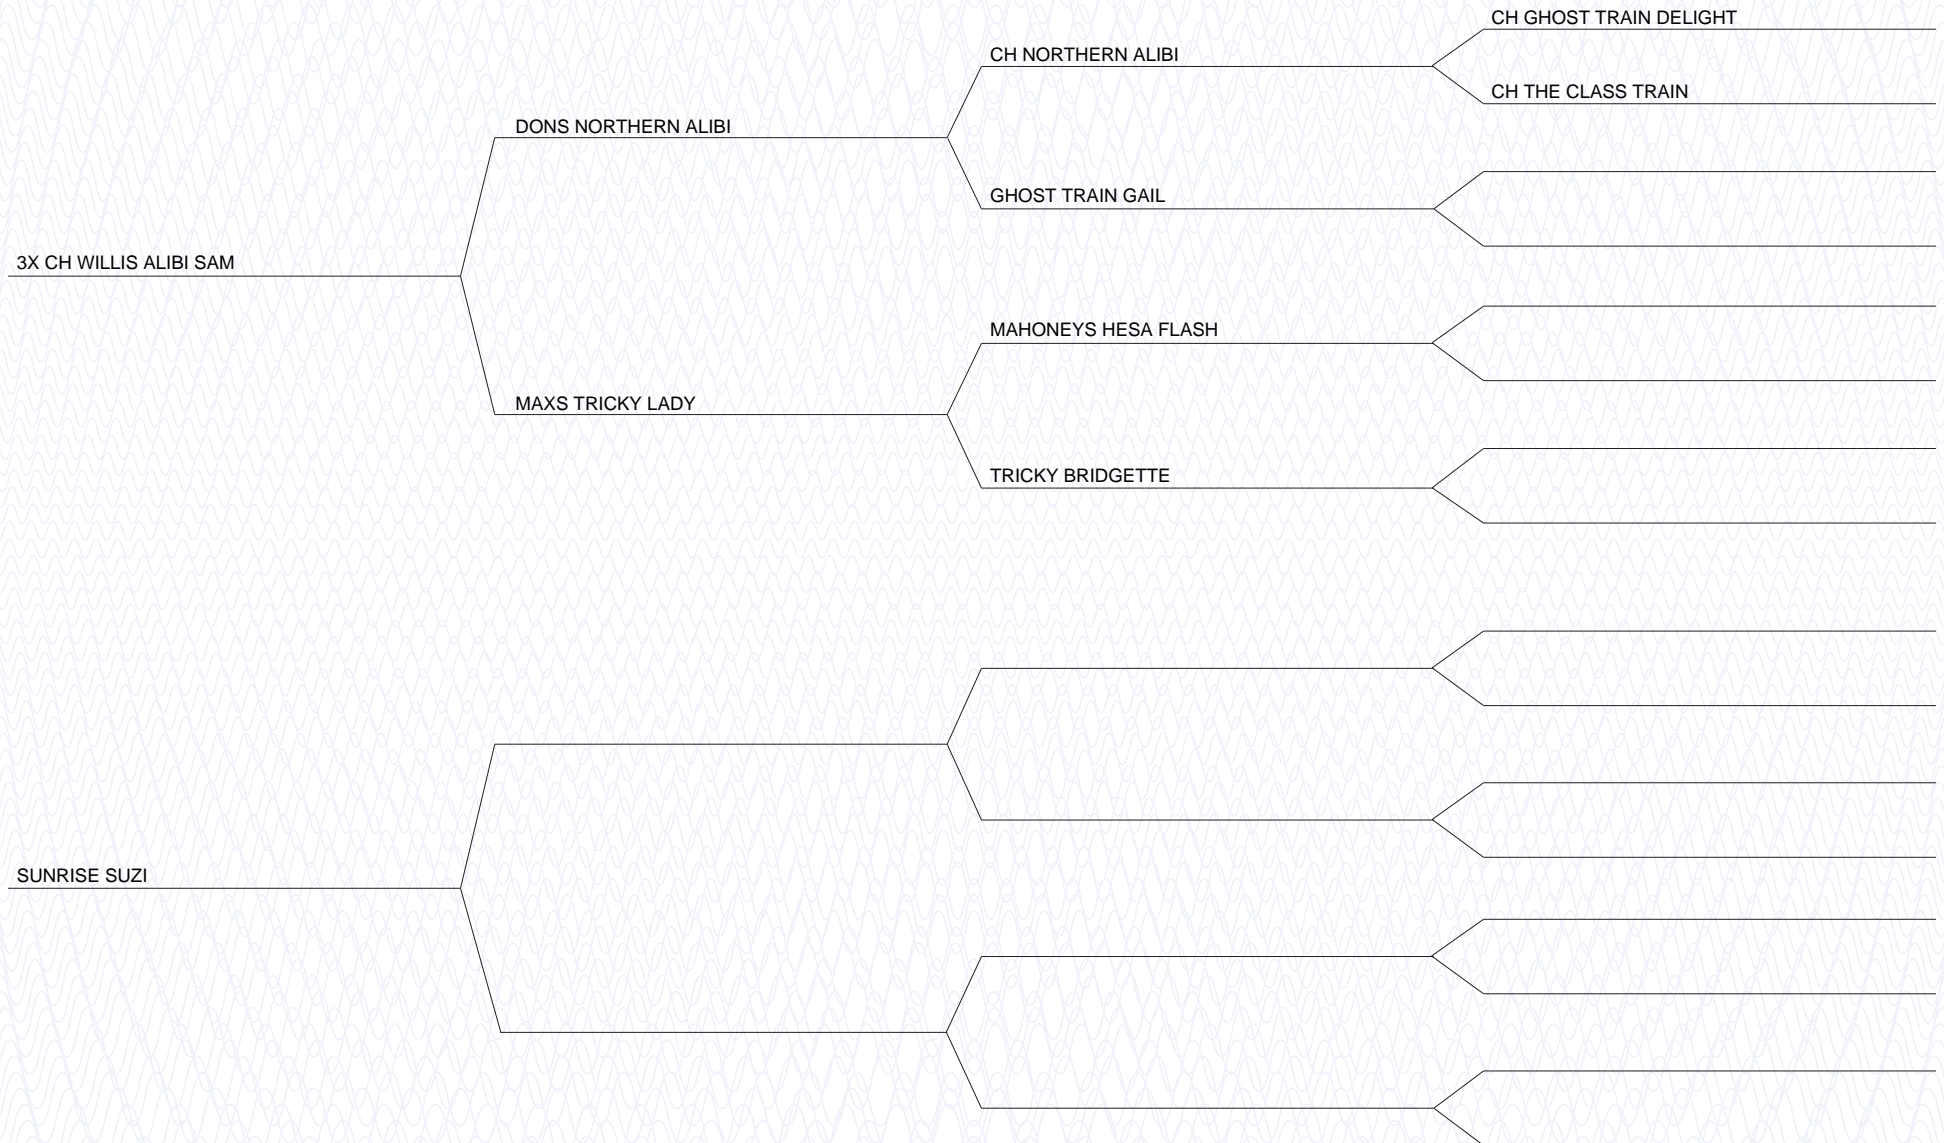 CH GHOST TRAIN DELIGHT
CH NORTHERN ALIBI
CH THE CLASS TRAIN
DONS NORTHERN ALIBI
GHOST TRAIN GAIL
3X CH WILLIS ALIBI SAM
MAHONEYS HESA FLASH
MAXS TRICKY LADY
TRICKY BRIDGETTE
SUNRISE SUZI